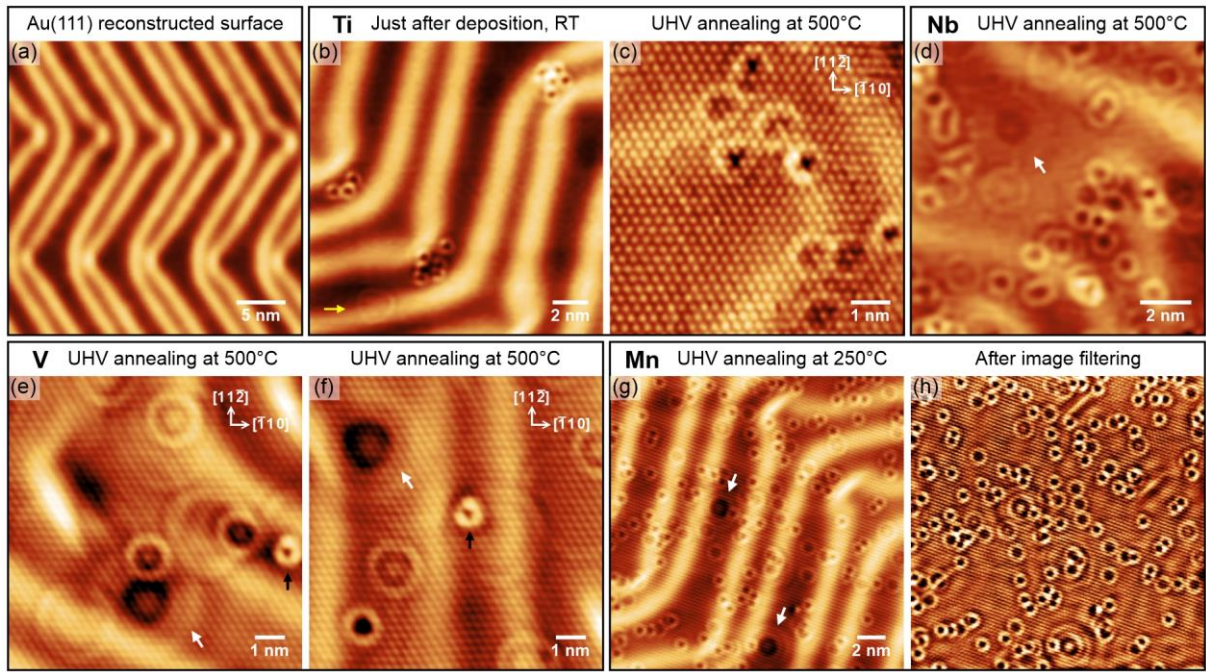 Au(111) reconstructed surface
Ti Just after deposition, RT
UHV annealing at 500°C
Nb UHV annealing at 500°C
(a)
(b)
(c)
(d)
[112̄]
[1̄10]
5 nm
2 nm
1 nm
2 nm
V UHV annealing at 500°C
UHV annealing at 500°C
Mn UHV annealing at 250°C
After image filtering
(e)
(f)
(g)
(h)
[112̄]
[1̄10]
[112̄]
[1̄10]
1 nm
1 nm
2 nm